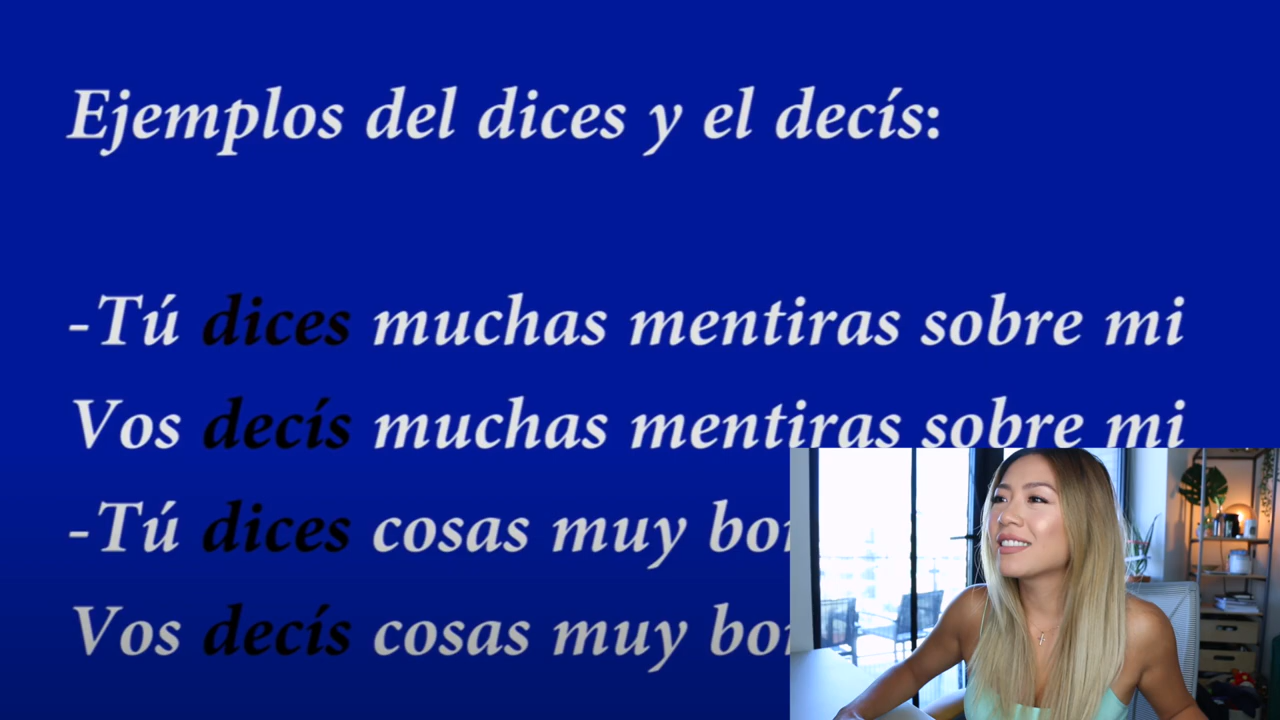 Ejemplos del dices y el decís:
-Tú dices muchas mentiras sobre mi
Vos decís muchas mentiras sobre mi
-Tú dices cosas muy
Vos decís cosas muy